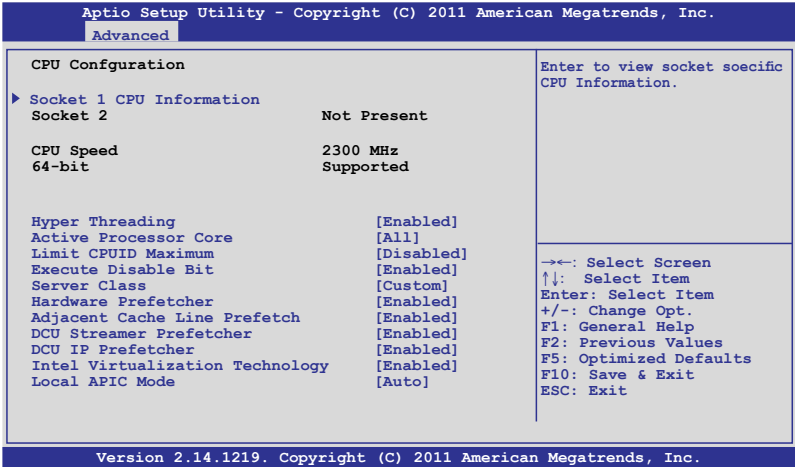 Aptio Setup Utility - Copyright (C) 2011 American Megatrends, Inc.
Advanced
CPU Confguration
Socket 1 CPU Information
Socket 2 Not Present
CPU Speed 2300 MHz
64-bit Supported
Hyper Threading [Enabled]
Active Processor Core [All]
Limit CPUID Maximum [Disabled]
Execute Disable Bit [Enabled]
Server Class [Custom]
Hardware Prefetcher [Enabled]
Adjacent Cache Line Prefetch [Enabled]
DCU Streamer Prefetcher [Enabled]
DCU IP Prefetcher [Enabled]
Intel Virtualization Technology [Enabled]
Local APIC Mode [Auto]
Enter to view socket soecific
CPU Information.
→←: Select Screen
↑↓: Select Item
Enter: Select Item
+/-: Change Opt.
F1: General Help
F2: Previous Values
F5: Optimized Defaults
F10: Save & Exit
ESC: Exit
Version 2.14.1219. Copyright (C) 2011 American Megatrends, Inc.